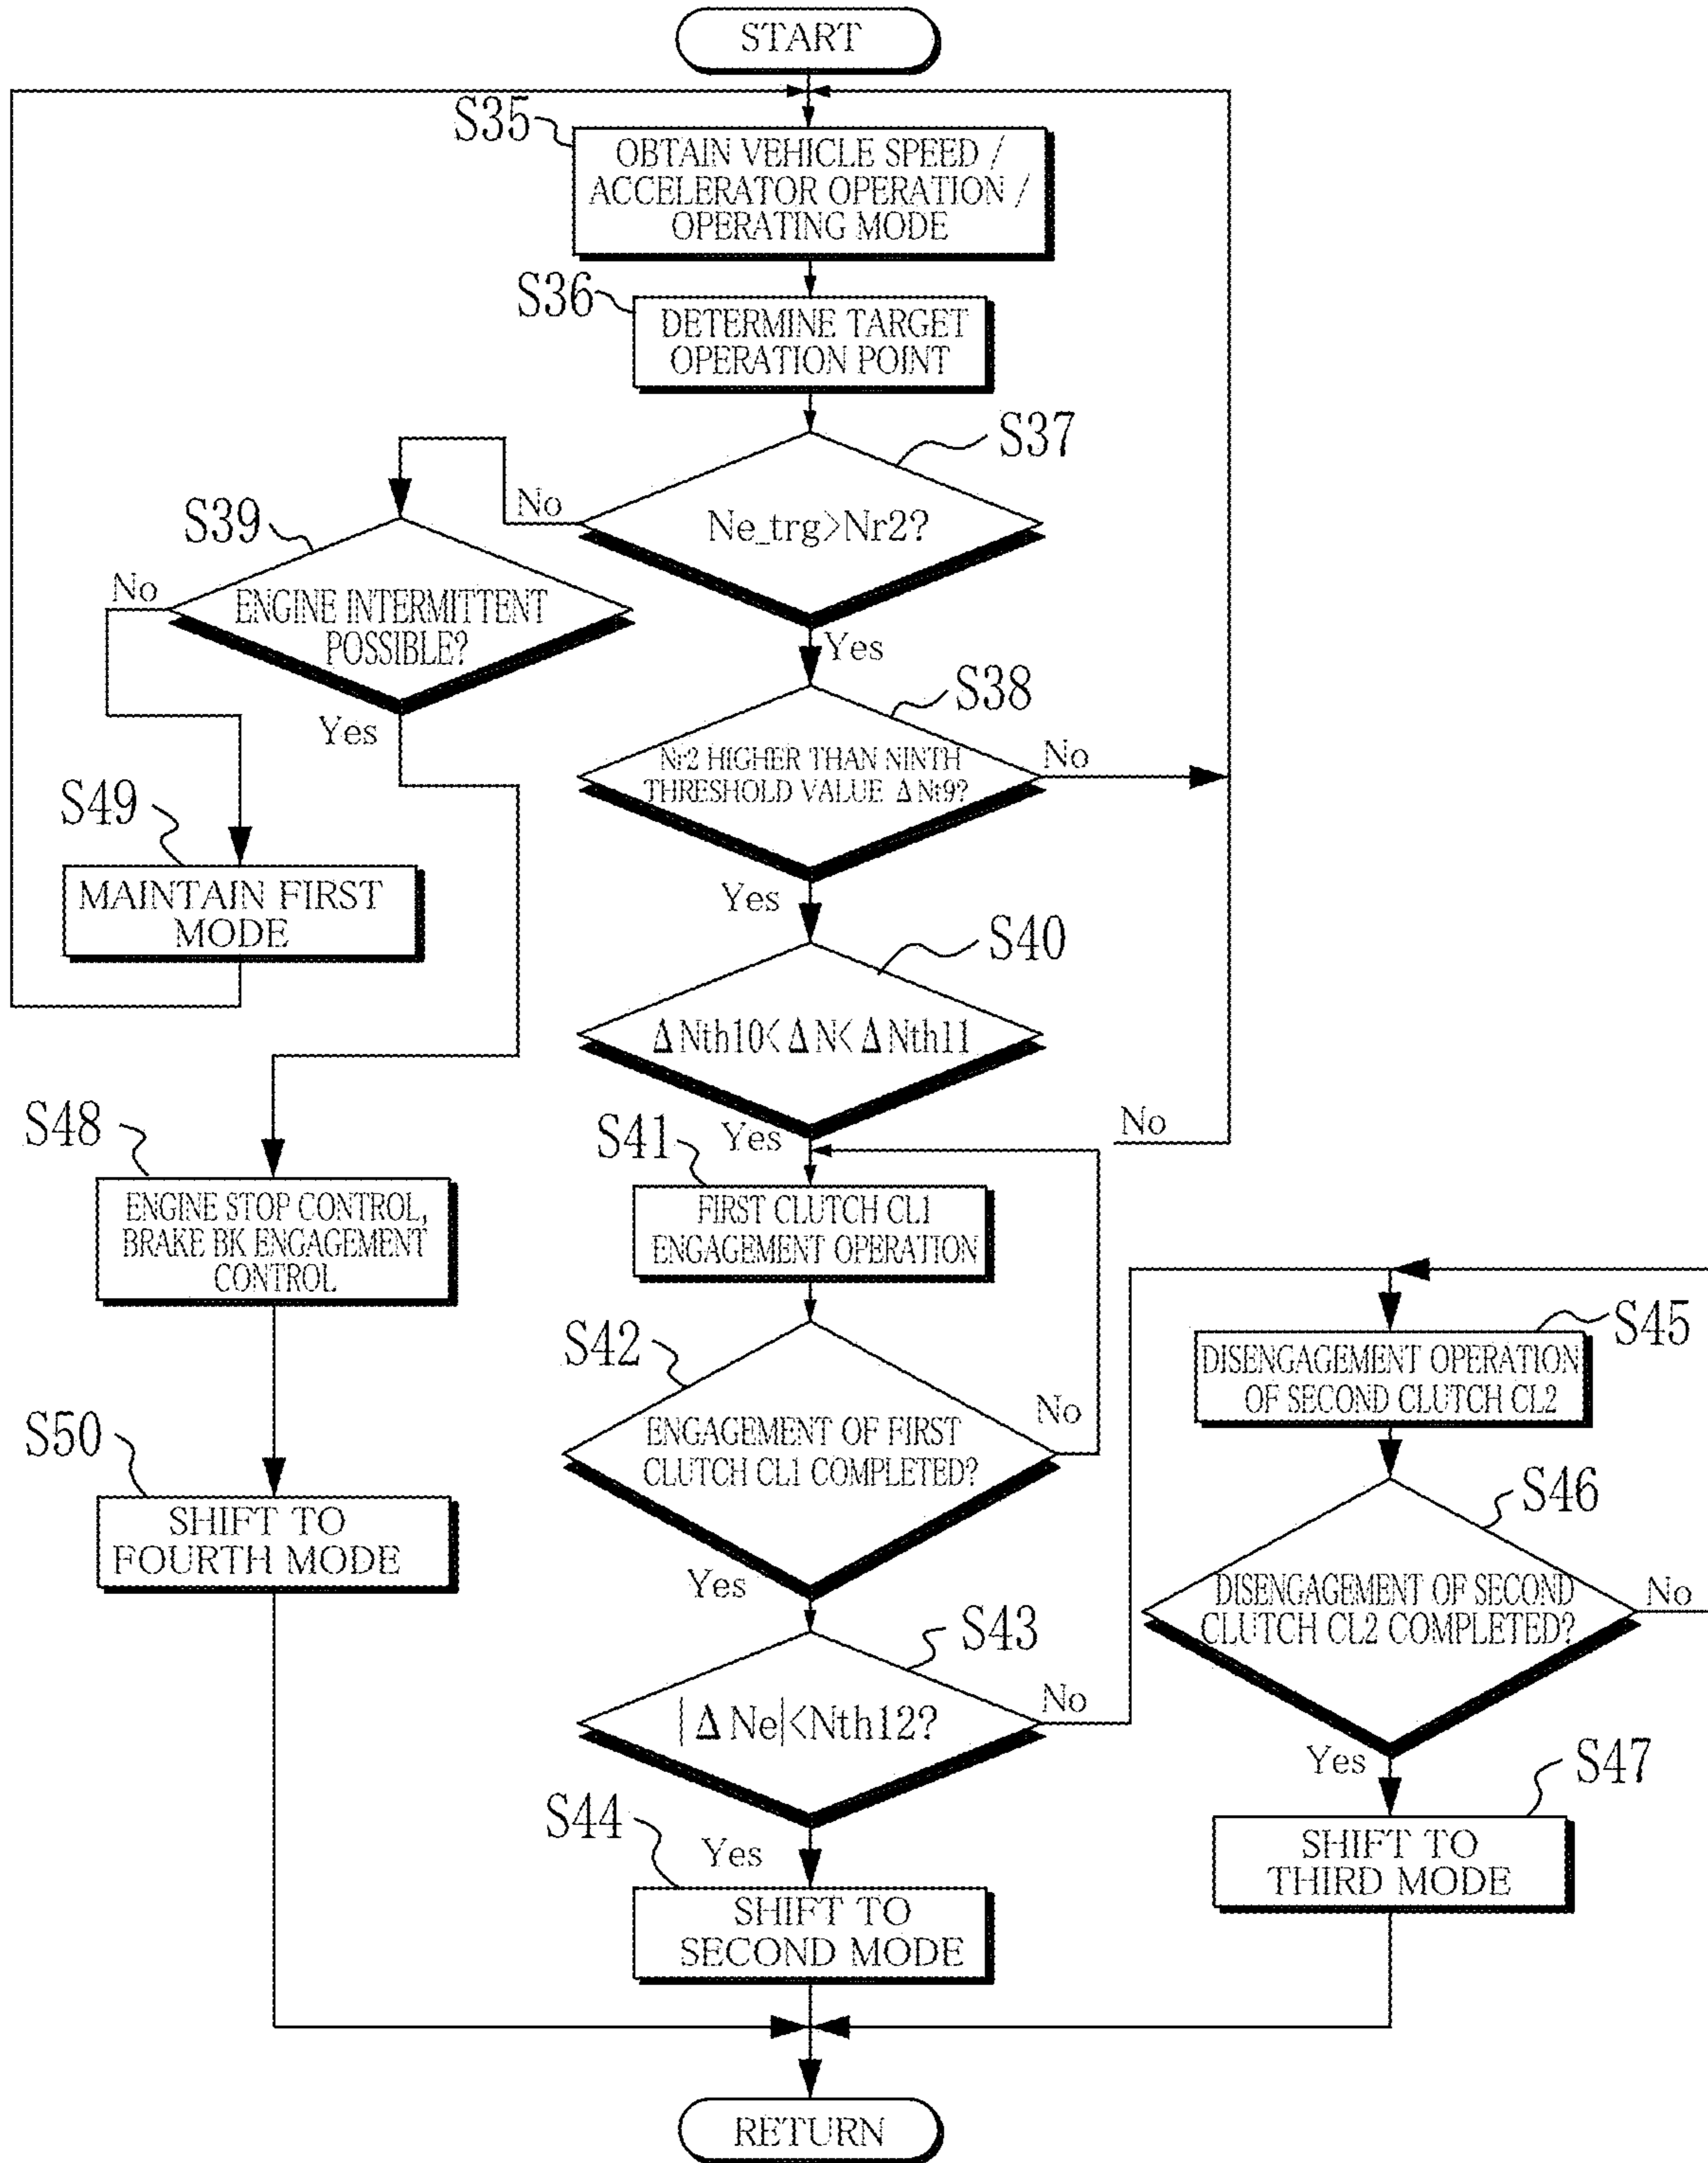 START
S35
OBTAIN VEHICLE SPEED /
ACCELERATOR OPERATION /
OPERATING MODE
S36
DETERMINE TARGET
OPERATION POINT
S37
Ne_trg>Nr2?
No
Yes
S39
ENGINE INTERMITTENT
POSSIBLE?
No
Yes
S38
Nr2 HIGHER THAN NINTH
THRESHOLD VALUE ΔNt9?
No
Yes
S49
MAINTAIN FIRST
MODE
S40
ΔNth10<ΔN<ΔNth11
No
Yes
S48
ENGINE STOP CONTROL,
BRAKE BK ENGAGEMENT
CONTROL
S41
FIRST CLUTCH CL1
ENGAGEMENT OPERATION
S42
ENGAGEMENT OF FIRST
CLUTCH CL1 COMPLETED?
No
Yes
S45
DISENGAGEMENT OPERATION
OF SECOND CLUTCH CL2
S50
SHIFT TO
FOURTH MODE
S46
DISENGAGEMENT OF SECOND
CLUTCH CL2 COMPLETED?
No
Yes
S43
|ΔNe|<Nth12?
No
Yes
S47
SHIFT TO
THIRD MODE
S44
SHIFT TO
SECOND MODE
RETURN